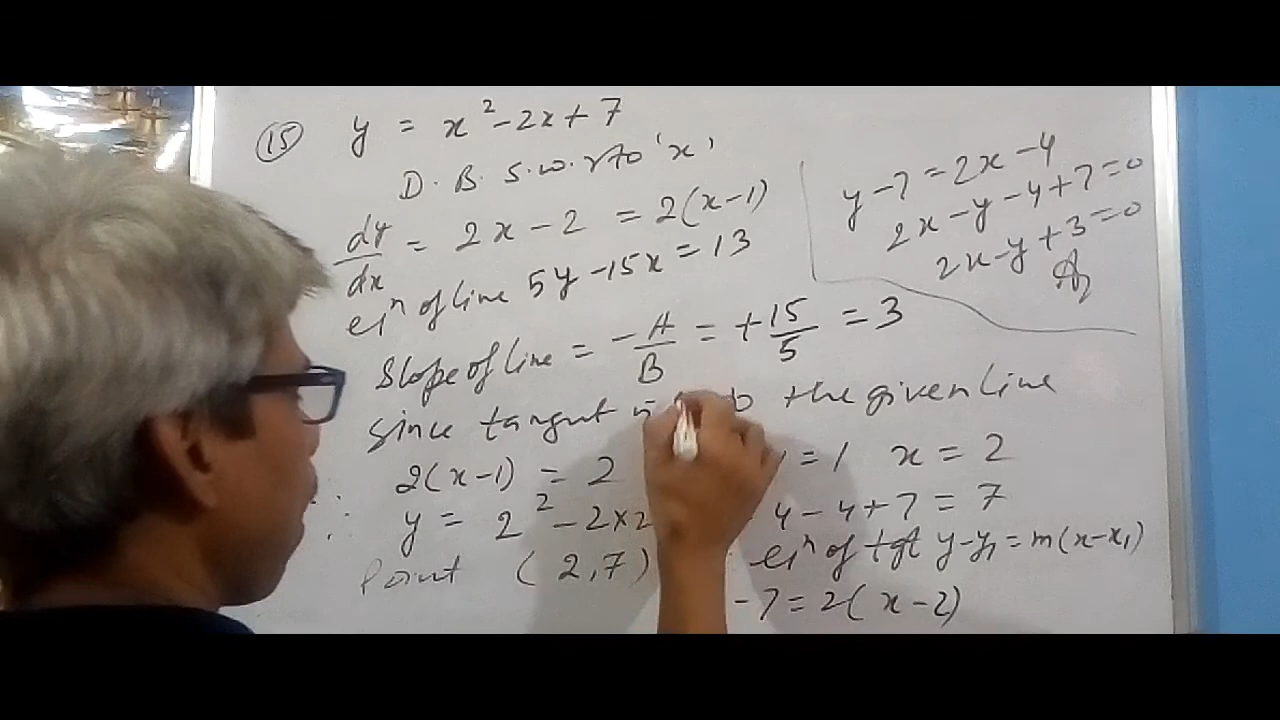 15 y = x² - 2x + 7
D. B. S. w. r to 'x'
dy/dx = 2x - 2 = 2(x-1)
eqⁿ of line 5y - 15x = 13
Slope of line = -A/B = +15/5 = 3
since tangent to the given line
2(x-1) = 2 = 1 x = 2
∴ y = 2² - 2×2 4 - 4 + 7 = 7
Point (2,7) eqⁿ of tgt y-y₁ = m(x-x₁)
-7 = 2(x-2)
y - 7 = 2x - 4
2x - y - 4 + 7 = 0
2x - y + 3 = 0